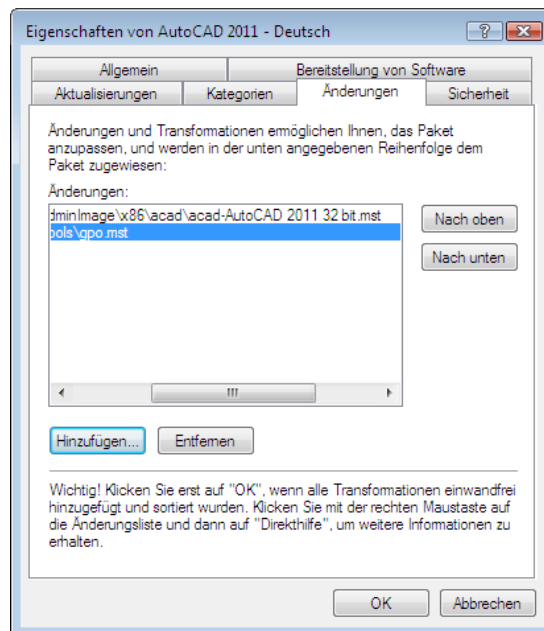 Eigenschaften von AutoCAD 2011 - Deutsch
Allgemein
Bereitstellung von Software
Aktualisierungen
Kategorien
Änderungen
Sicherheit
Änderungen und Transformationen ermöglichen Ihnen, das Paket
anzupassen, und werden in der unten angegebenen Reihenfolge dem
Paket zugewiesen:
Änderungen:
dminImage\x86\acad\acad-AutoCAD 2011 32 bit.mst
ools\gpo.mst
Nach oben
Nach unten
Hinzufügen...
Entfernen
Wichtig! Klicken Sie erst auf "OK", wenn alle Transformationen einwandfrei
hinzugefügt und sortiert wurden. Klicken Sie mit der rechten Maustaste auf
die Änderungsliste und dann auf "Direkthilfe", um weitere Informationen zu
erhalten.
OK
Abbrechen